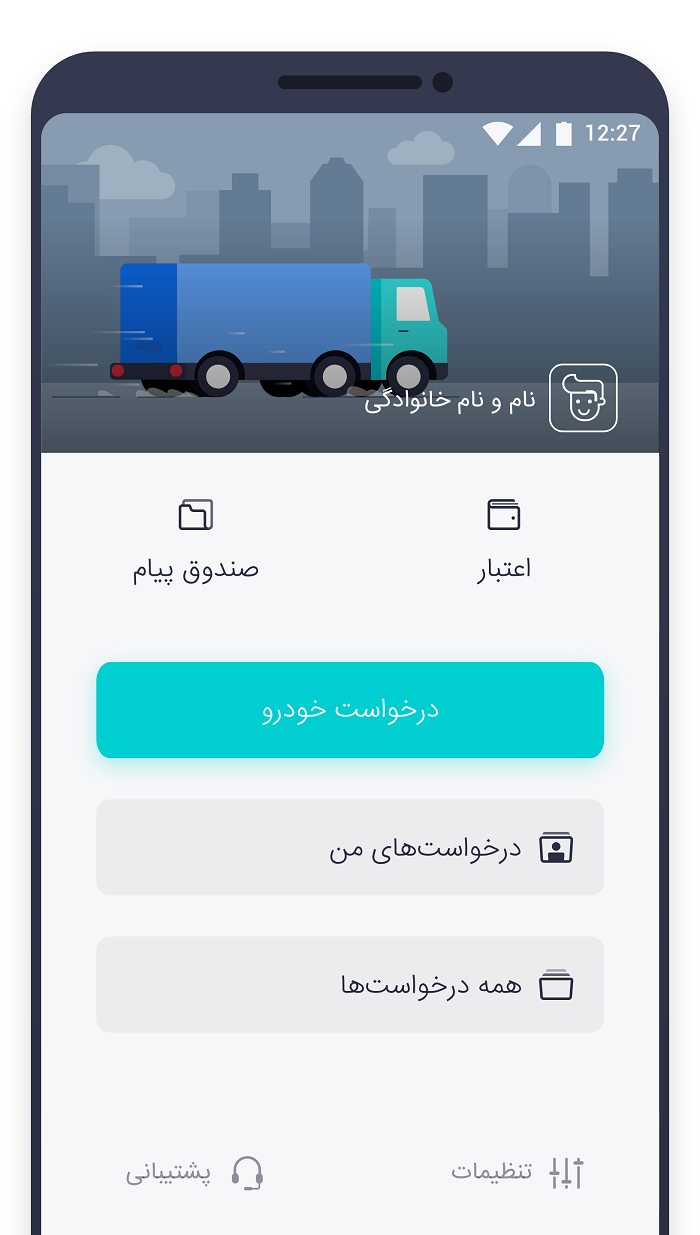 12:27
نام و نام خانوادگی
اعتبار
صندوق پیام
درخواست خودرو
درخواست‌های من
همه درخواست‌ها
تنظیمات
پشتیبانی